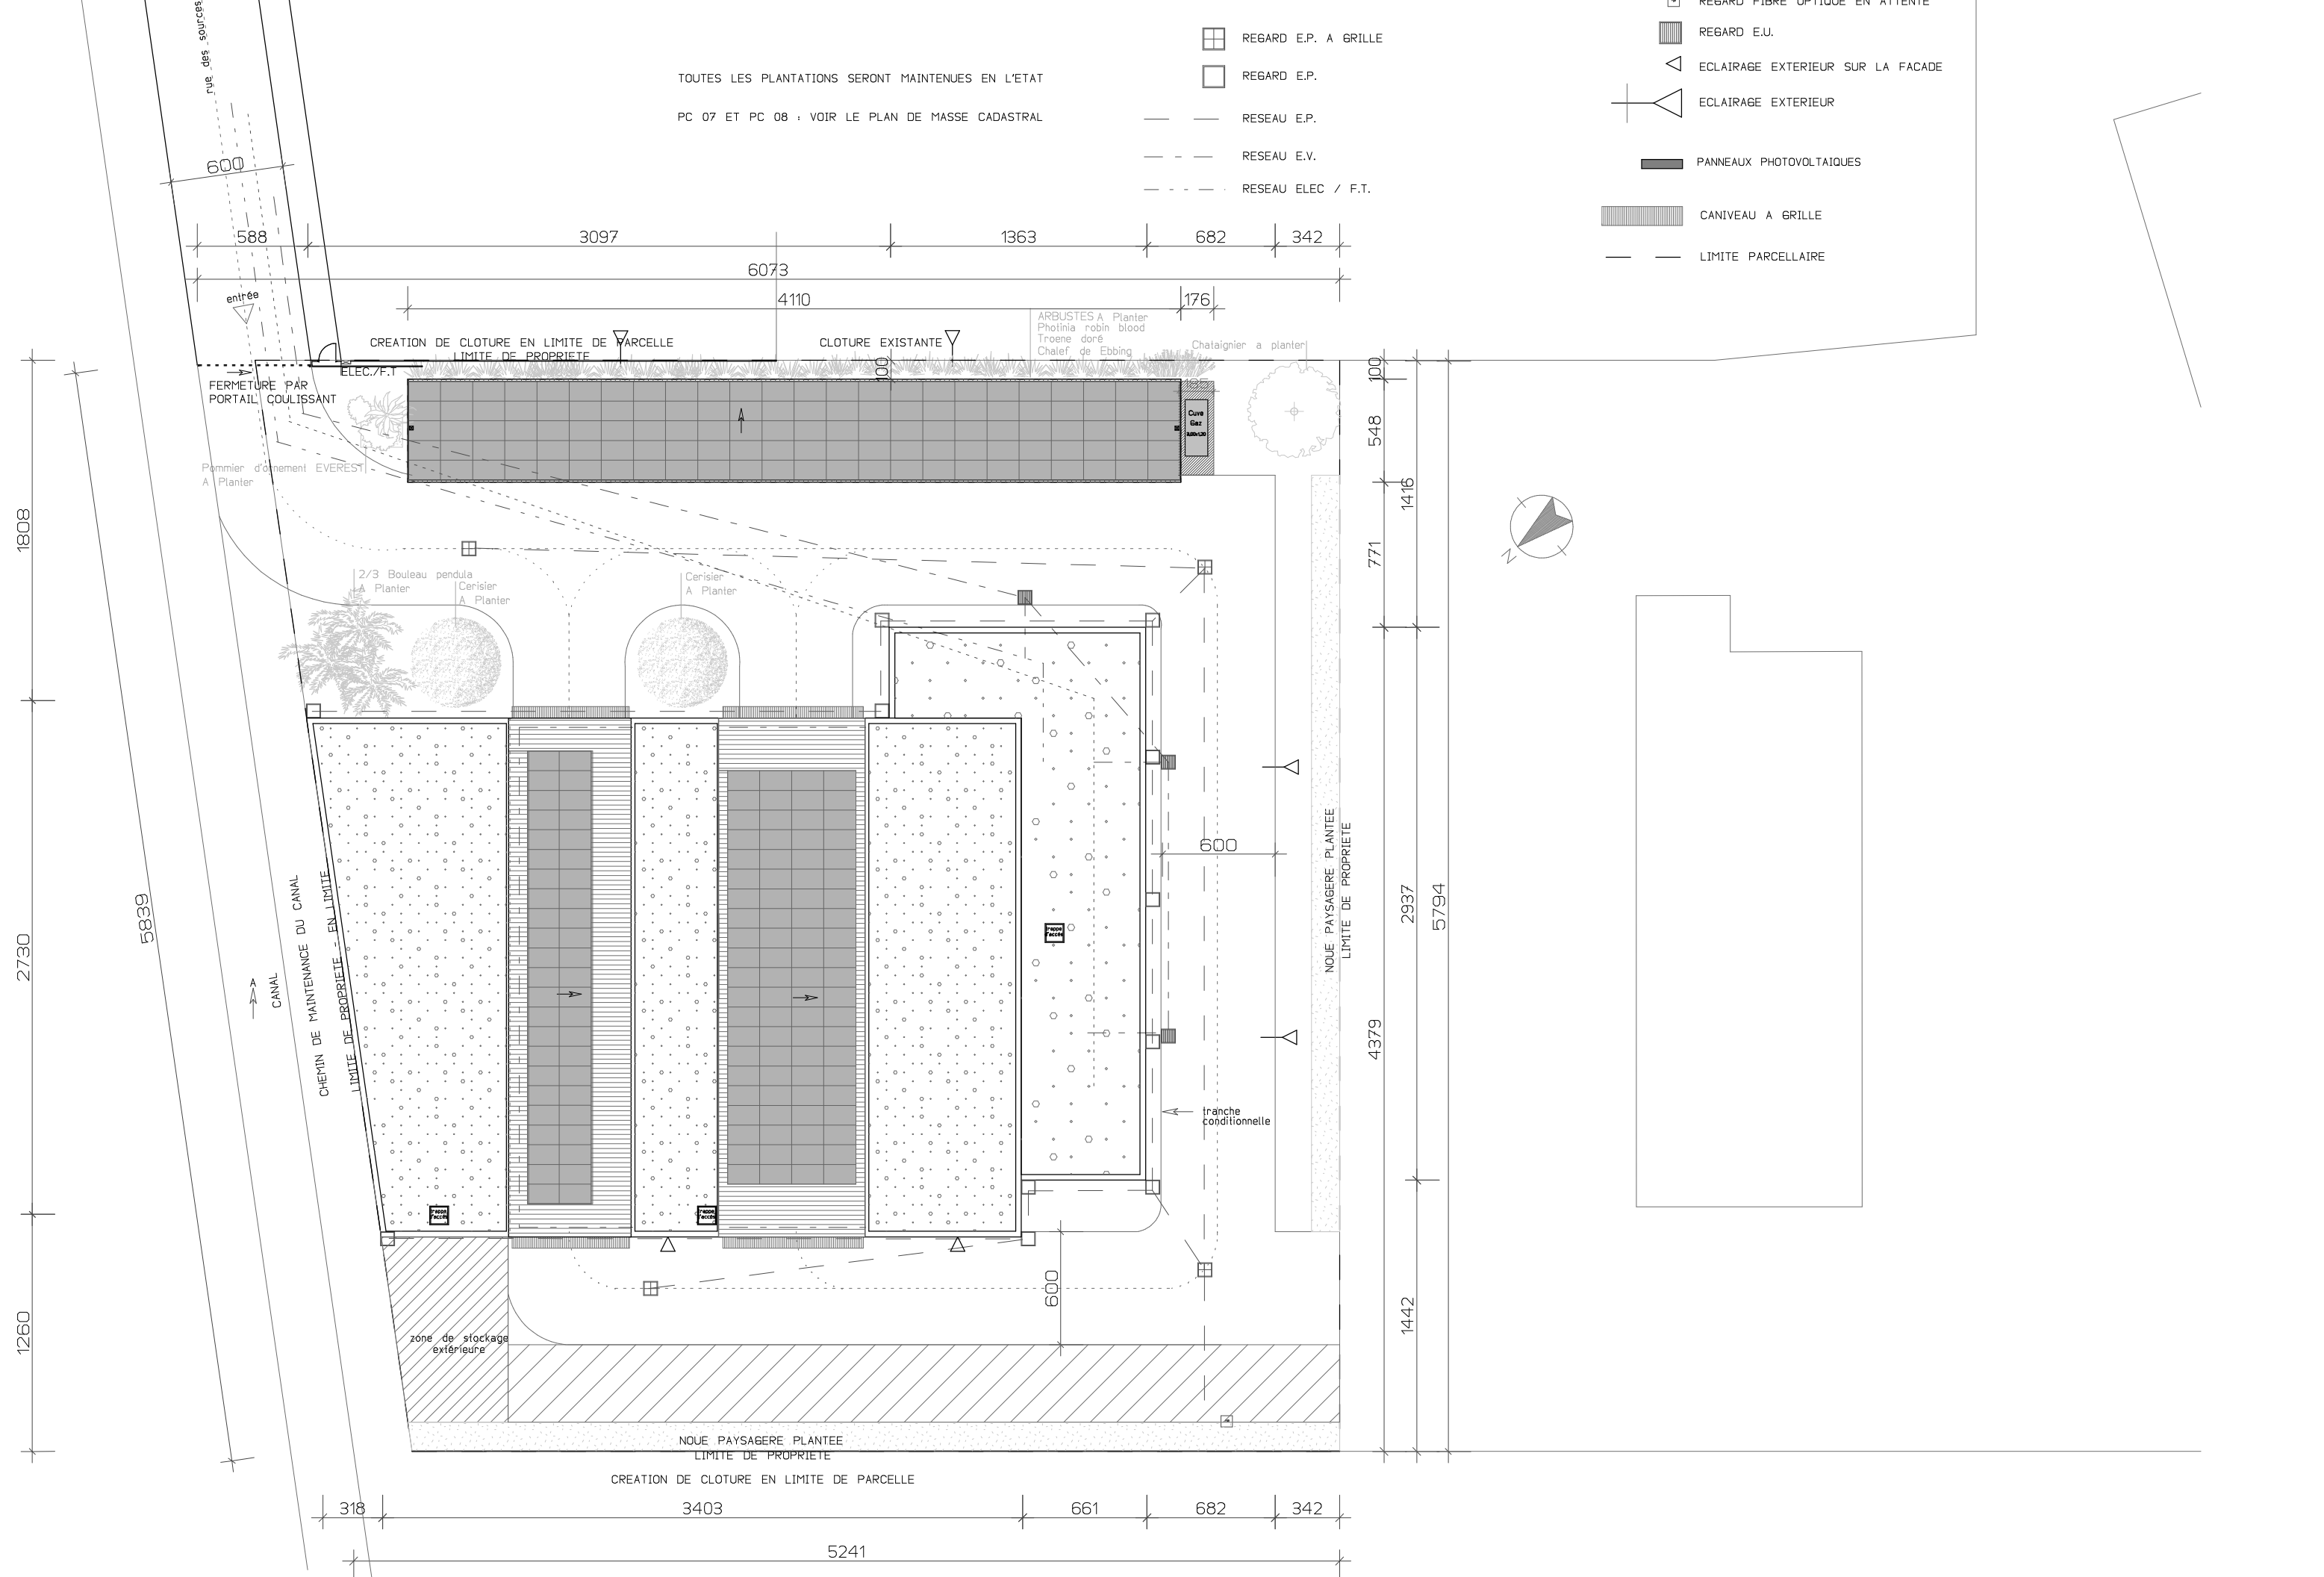 rue des sources
REGARD FIBRE OPTIQUE EN ATTENTE
REGARD E.P. A GRILLE
REGARD E.U.
REGARD E.P.
ECLAIRAGE EXTERIEUR SUR LA FACADE
TOUTES LES PLANTATIONS SERONT MAINTENUES EN L'ETAT
ECLAIRAGE EXTERIEUR
PC 07 ET PC 08 : VOIR LE PLAN DE MASSE CADASTRAL
RESEAU E.P.
RESEAU E.V.
PANNEAUX PHOTOVOLTAIQUES
RESEAU ELEC / F.T.
CANIVEAU A GRILLE
LIMITE PARCELLAIRE
600
588
3097
1363
682
342
6073
4110
176
entrée
ARBUSTES A Planter
Photinia robin blood
Troene doré
Chalef de Ebbing
Chataignier a planter
CREATION DE CLOTURE EN LIMITE DE PARCELLE
LIMITE DE PROPRIETE
CLOTURE EXISTANTE
100
100
ELEC./F.T
FERMETURE PAR
PORTAIL COULISSANT
Cuve
Gaz
548
Pommier d'ornement EVEREST
A Planter
1416
1808
771
N
2/3 Bouleau pendula
A Planter
Cerisier
A Planter
Cerisier
A Planter
600
NOUE PAYSAGERE PLANTEE
LIMITE DE PROPRIETE
2937
5794
5839
2730
trappe
d'accès
A
CANAL
CHEMIN DE MAINTENANCE DU CANAL
LIMITE DE PROPRIETE - EN LIMITE
4379
tranche
conditionnelle
trappe
d'accès
trappe
d'accès
600
1260
1442
zone de stockage
extérieure
NOUE PAYSAGERE PLANTEE
LIMITE DE PROPRIETE
CREATION DE CLOTURE EN LIMITE DE PARCELLE
318
3403
661
682
342
5241